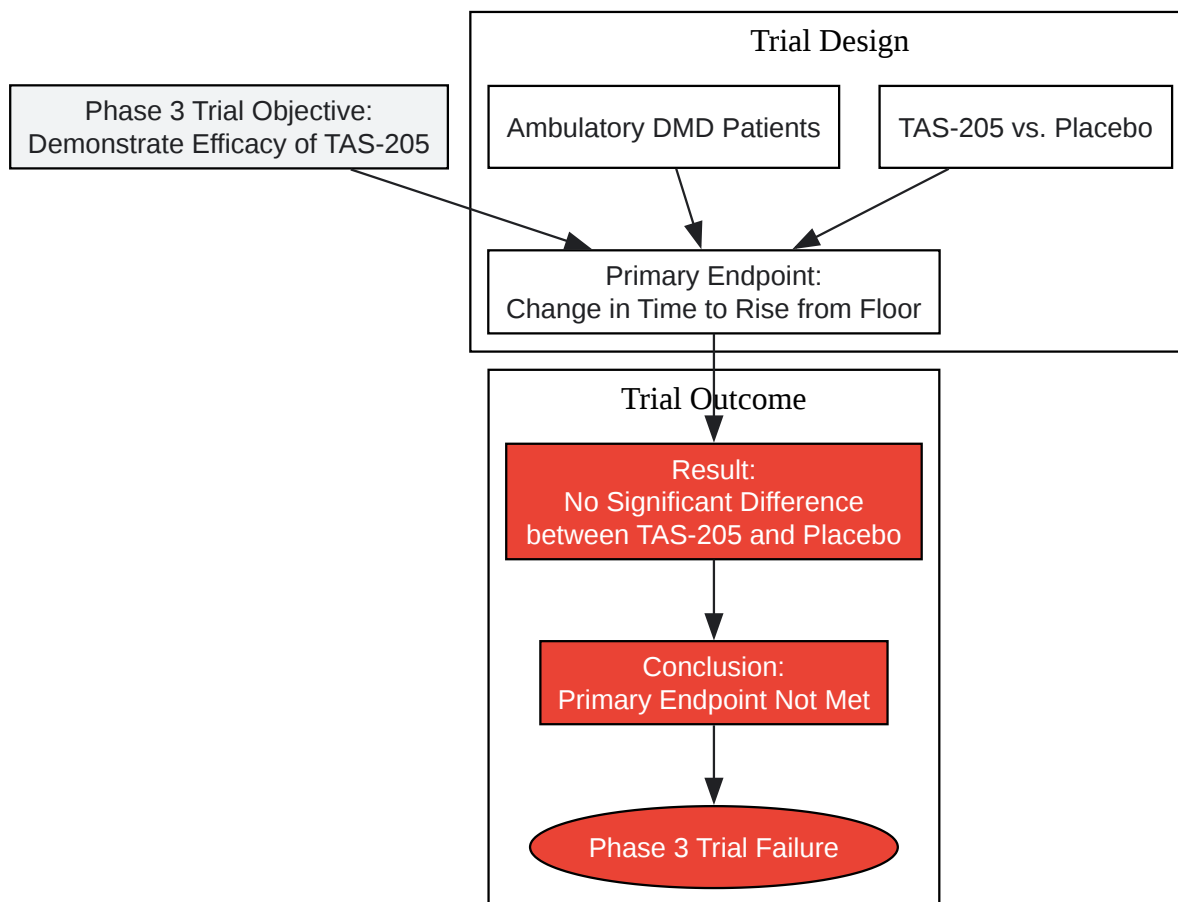 Trial Design
Phase 3 Trial Objective:
Demonstrate Efficacy of TAS-205
Ambulatory DMD Patients
TAS-205 vs. Placebo
Primary Endpoint:
Change in Time to Rise from Floor
Trial Outcome
Result:
No Significant Difference
between TAS-205 and Placebo
Conclusion:
Primary Endpoint Not Met
Phase 3 Trial Failure